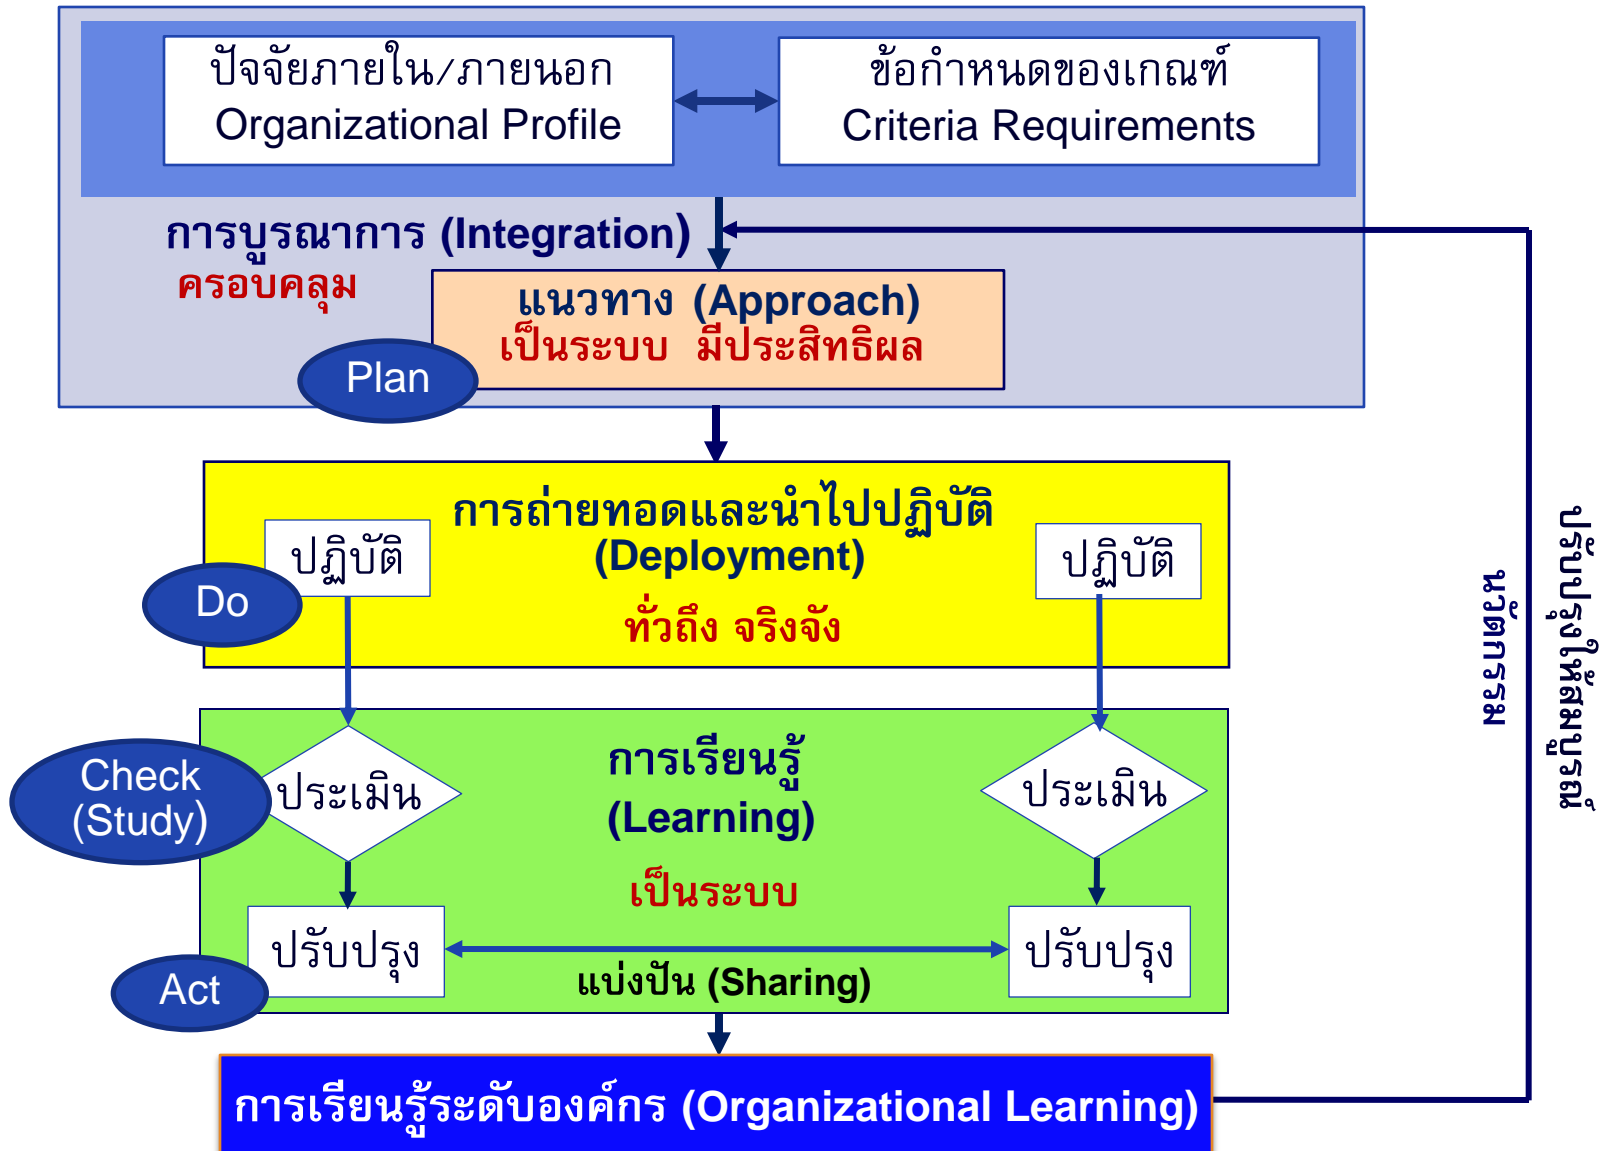 ปัจจัยภายใน/ภายนอก
Organizational Profile
ข้อกำหนดของเกณฑ์
Criteria Requirements
การบูรณาการ (Integration)
ครอบคลุม
แนวทาง (Approach)
เป็นระบบ มีประสิทธิผล
Plan
การถ่ายทอดและนำไปปฏิบัติ
(Deployment)
ทั่วถึง จริงจัง
ปฏิบัติ
ปฏิบัติ
Do
การเรียนรู้
(Learning)
เป็นระบบ
Check
(Study)
ประเมิน
ประเมิน
ปรับปรุง
ปรับปรุง
แบ่งปัน (Sharing)
Act
การเรียนรู้ระดับองค์กร (Organizational Learning)
ปรับปรุงให้สมบูรณ์
นวัตกรรม